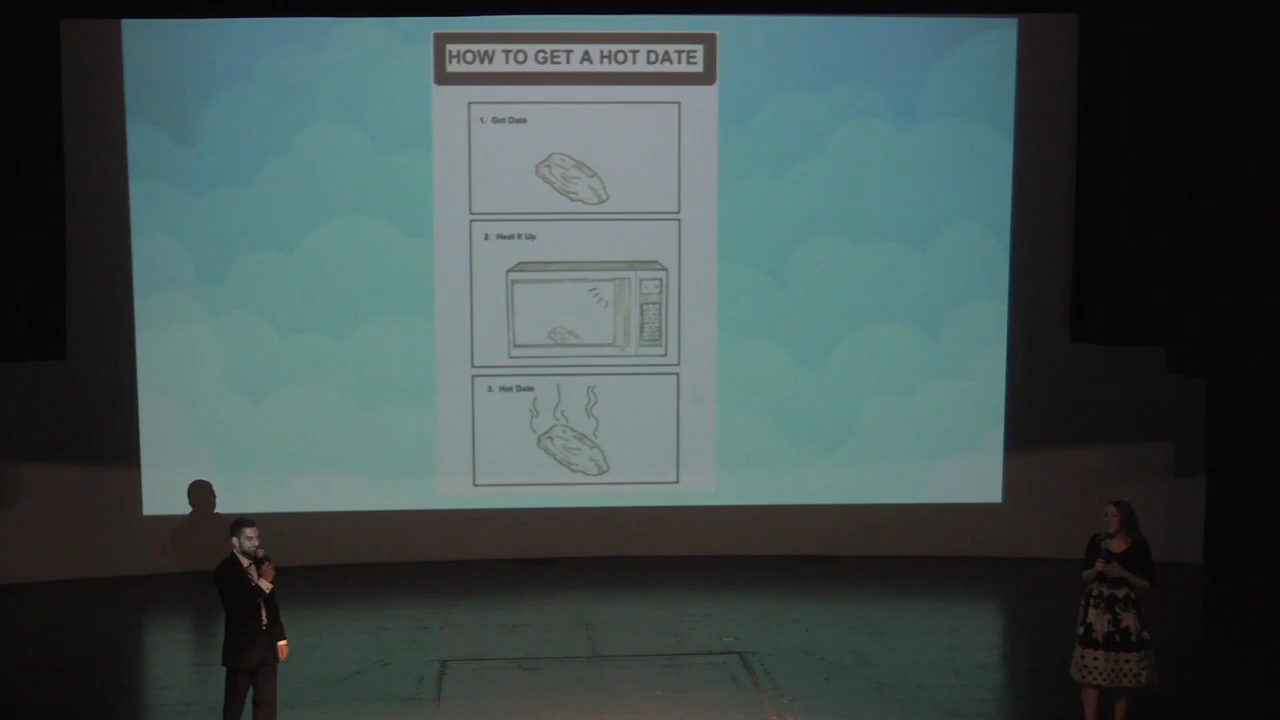 HOW TO GET A HOT DATE
1. Get Date
2. Heat It Up
3. Hot Date